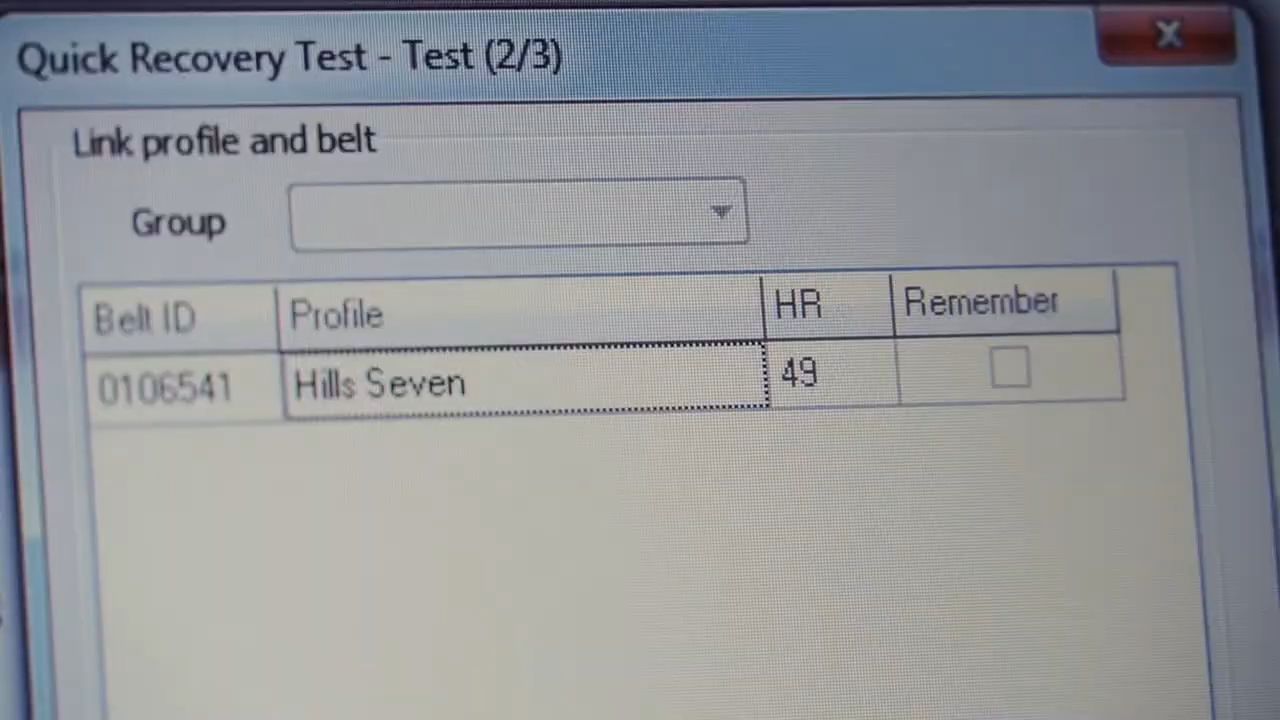 Quick Recovery Test - Test (2/3)
Link profile and belt
Group
Belt ID Profile HR Remember
0106541 Hills Seven 49